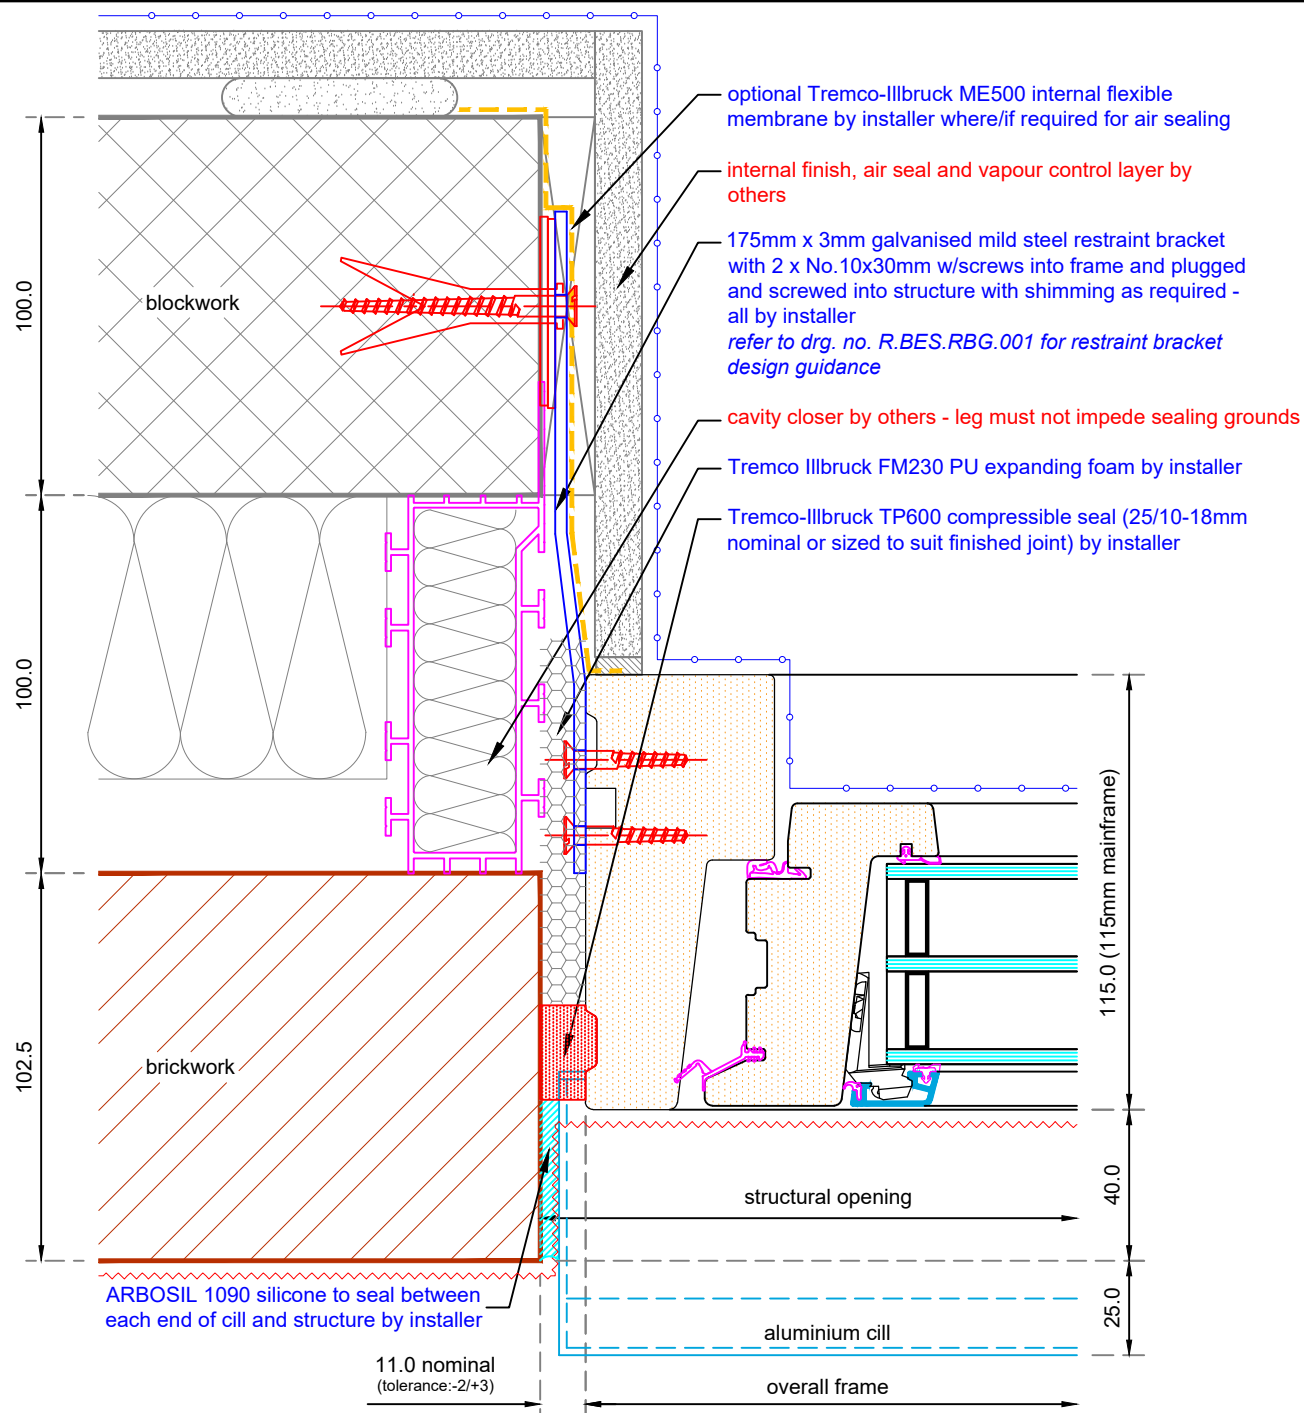 optional Tremco-Illbruck ME500 internal flexible
membrane by installer where/if required for air sealing
internal finish, air seal and vapour control layer by
others
175mm x 3mm galvanised mild steel restraint bracket
with 2 x No.10x30mm w/screws into frame and plugged
and screwed into structure with shimming as required -
all by installer
refer to drg. no. R.BES.RBG.001 for restraint bracket
design guidance
100.0
blockwork
cavity closer by others - leg must not impede sealing grounds
Tremco Illbruck FM230 PU expanding foam by installer
Tremco-Illbruck TP600 compressible seal (25/10-18mm
nominal or sized to suit finished joint) by installer
100.0
115.0 (115mm mainframe)
102.5
brickwork
structural opening
40.0
ARBOSIL 1090 silicone to seal between
each end of cill and structure by installer
25.0
aluminium cill
11.0 nominal
(tolerance:-2/+3)
overall frame